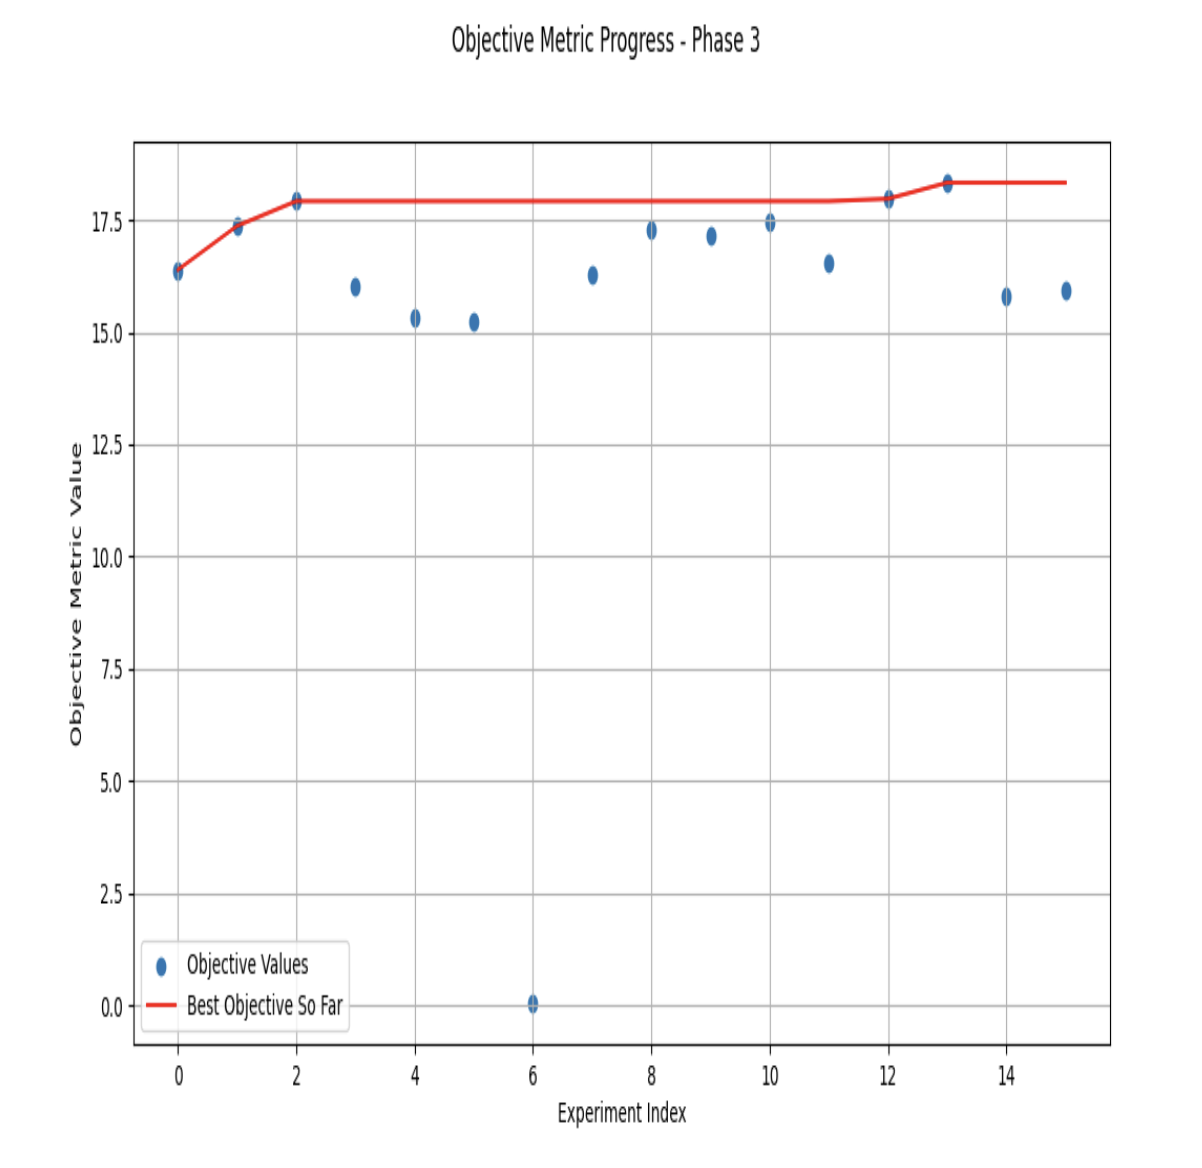 Objective Metric Progress - Phase 3
17.5
15.0
12.5
10.0
7.5
5.0
2.5
0.0
Objective Metric Value
Objective Values
Best Objective So Far
0 2 4 6 8 10 12 14
Experiment Index